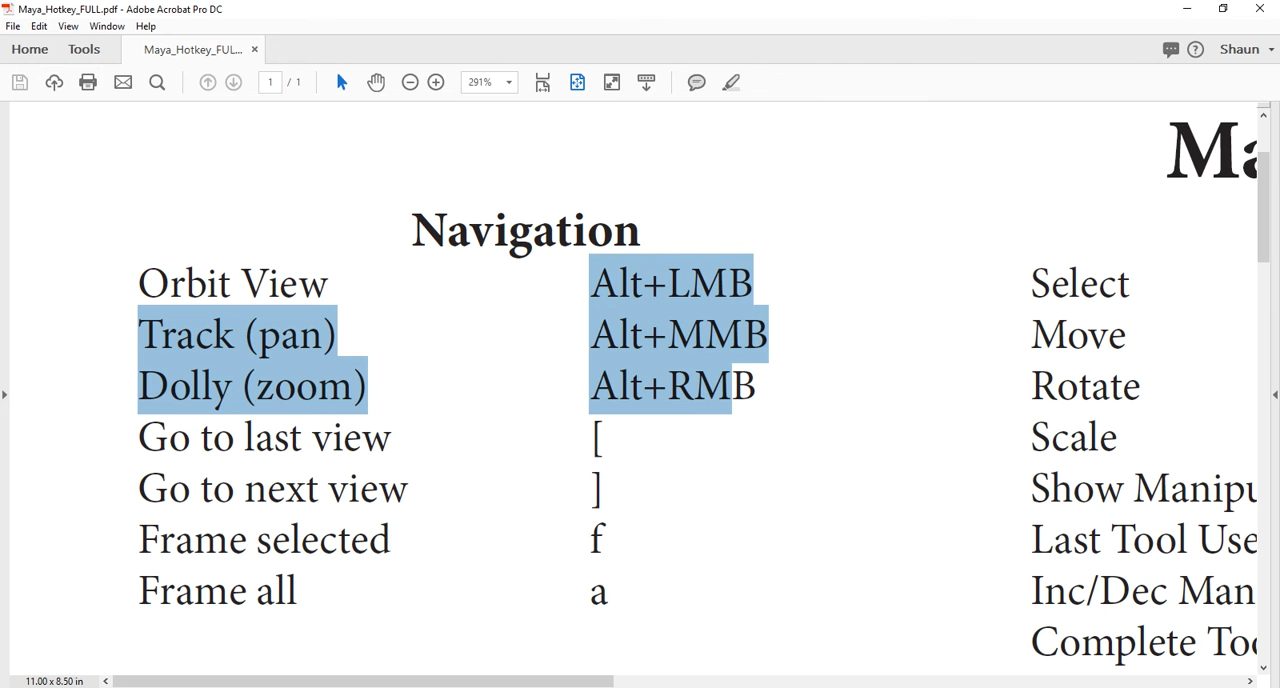 Maya_Hotkey_FULL.pdf - Adobe Acrobat Pro DC
File Edit View Window Help
Home Tools Maya_Hotkey_FUL... × Shaun
1 / 1 291%
Ma
Navigation
Orbit View Alt+LMB Select
Track (pan) Alt+MMB Move
Dolly (zoom) Alt+RMB Rotate
Go to last view [ Scale
Go to next view ] Show Manipu
Frame selected f Last Tool Use
Frame all a Inc/Dec Man
Complete Too
11.00 x 8.50 in